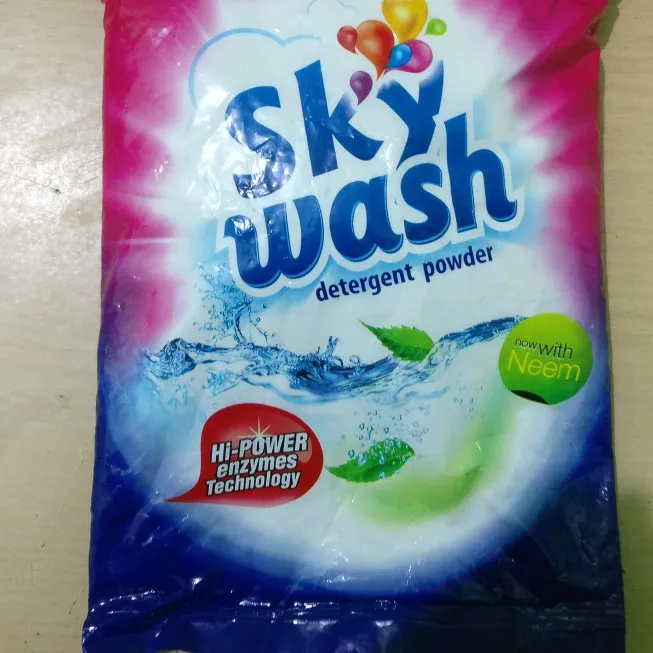 Sky
wash
detergent powder
now with
Neem
Hi-POWER
enzymes
Technology